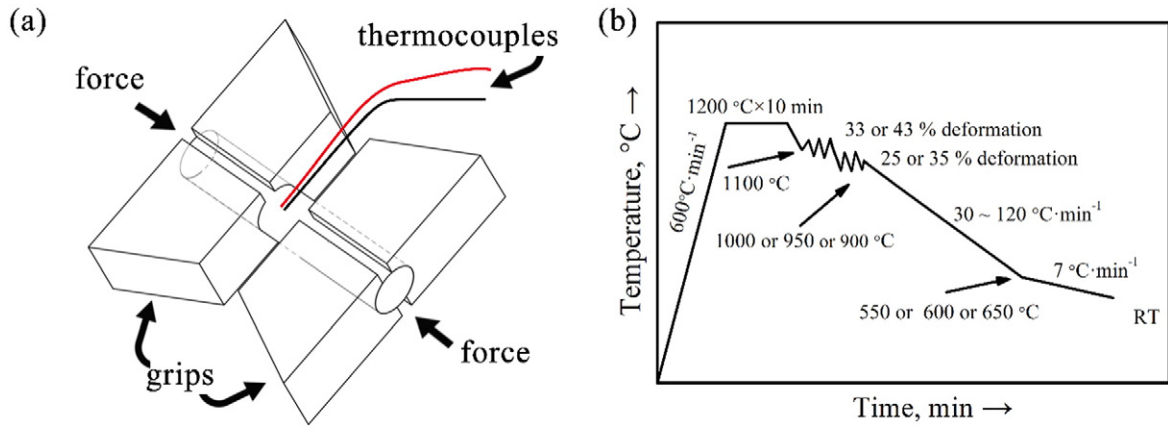 (a)
thermocouples
force
grips
force
(b)
Temperature, °C →
600°C·min⁻¹
1200 °C×10 min
33 or 43 % deformation
25 or 35 % deformation
1100 °C
1000 or 950 or 900 °C
30 ~ 120 °C·min⁻¹
7 °C·min⁻¹
550 or 600 or 650 °C
RT
Time, min →